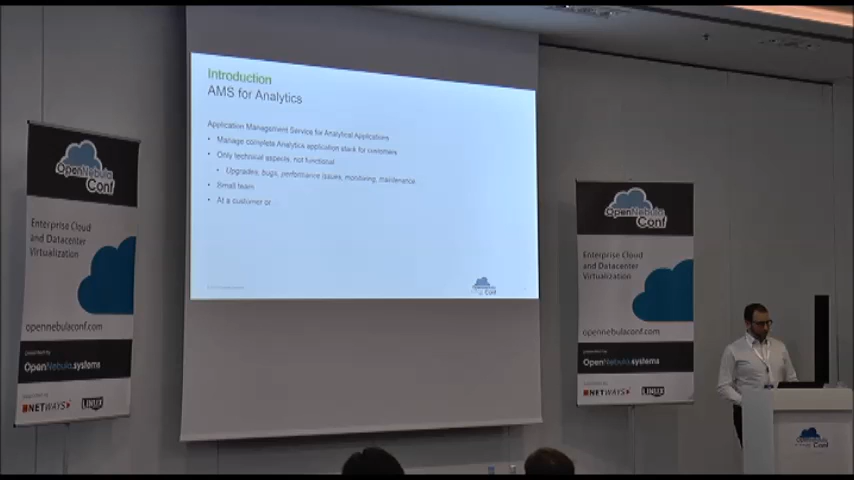 Introduction
AMS for Analytics
Application Management Service for Analytical Applications
• Manage complete Analytics application stack for customers
• Only technical aspects, not functional
• Upgrades, bugs, performance issues, monitoring, maintenance
• Small team
• At a customer or
OpenNebula
Conf
OpenNebula
Conf
Enterprise Cloud
and Datacenter
Virtualization
opennebulaconf.com
OpenNebula.systems
NETWAYS
LINUX
OpenNebula
Conf
Enterprise Cloud
and Datacenter
Virtualization
opennebulaconf.com
OpenNebula.systems
NETWAYS
LINUX
Conf